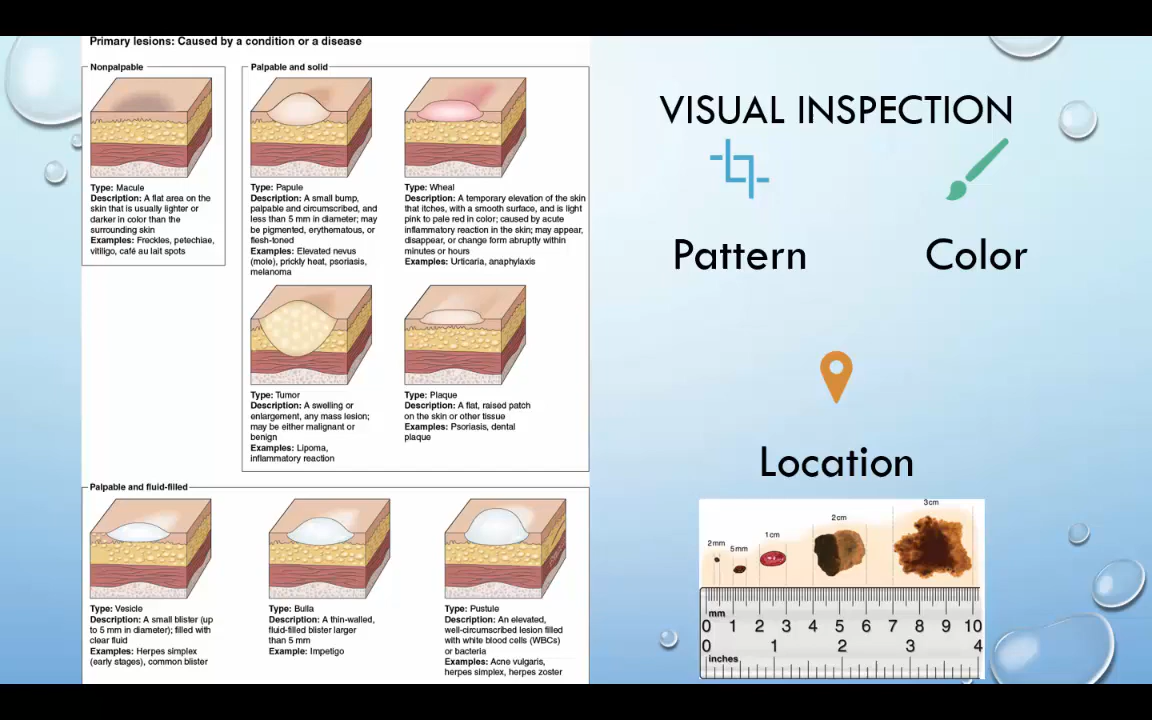 Primary lesions: Caused by a condition or a disease
Nonpalpable
Type: Macule
Description: A flat area on the
skin that is usually lighter or
darker in color than the
surrounding skin
Examples: Freckles, petechiae,
vitiligo, café au lait spots
Palpable and solid
Type: Papule
Description: A small bump,
palpable and circumscribed, and
less than 5 mm in diameter; may
be pigmented, erythematous, or
flesh-toned
Examples: Elevated nevus
(mole), prickly heat, psoriasis,
melanoma
Type: Wheal
Description: A temporary elevation of the skin
that itches, with a smooth surface, and is light
pink to pale red in color; caused by acute
inflammatory reaction in the skin; may appear,
disappear, or change form abruptly within
minutes or hours
Examples: Urticaria, anaphylaxis
Type: Tumor
Description: A swelling or
enlargement, any mass lesion;
may be either malignant or
benign
Examples: Lipoma,
inflammatory reaction
Type: Plaque
Description: A flat, raised patch
on the skin or other tissue
Examples: Psoriasis, dental
plaque
Palpable and fluid-filled
Type: Vesicle
Description: A small blister (up
to 5 mm in diameter); filled with
clear fluid
Examples: Herpes simplex
(early stages), common blister
Type: Bulla
Description: A thin-walled,
fluid-filled blister larger
than 5 mm
Example: Impetigo
Type: Pustule
Description: An elevated,
well-circumscribed lesion filled
with white blood cells (WBCs)
or bacteria
Examples: Acne vulgaris,
herpes simplex, herpes zoster
VISUAL INSPECTION
Pattern
Color
Location
2mm 5mm 1cm 2cm 3cm
mm
0 1 2 3 4 5 6 7 8 9 10
0 1 2 3 4
inches